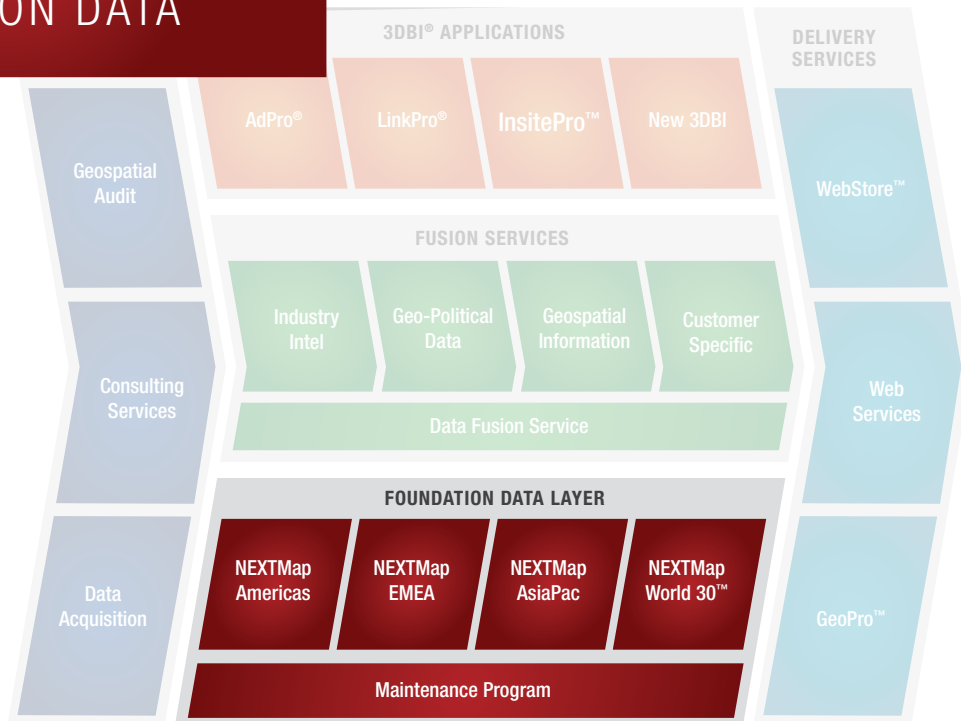 ON DATA
3DBI® APPLICATIONS
AdPro®
LinkPro®
InsitePro™
New 3DBI
DELIVERY
SERVICES
Geospatial
Audit
Consulting
Services
Data
Acquisition
FUSION SERVICES
Industry
Intel
Geo-Political
Data
Geospatial
Information
Customer
Specific
Data Fusion Service
FOUNDATION DATA LAYER
NEXTMap
Americas
NEXTMap
EMEA
NEXTMap
AsiaPac
NEXTMap
World 30™
Maintenance Program
WebStore™
Web
Services
GeoPro™